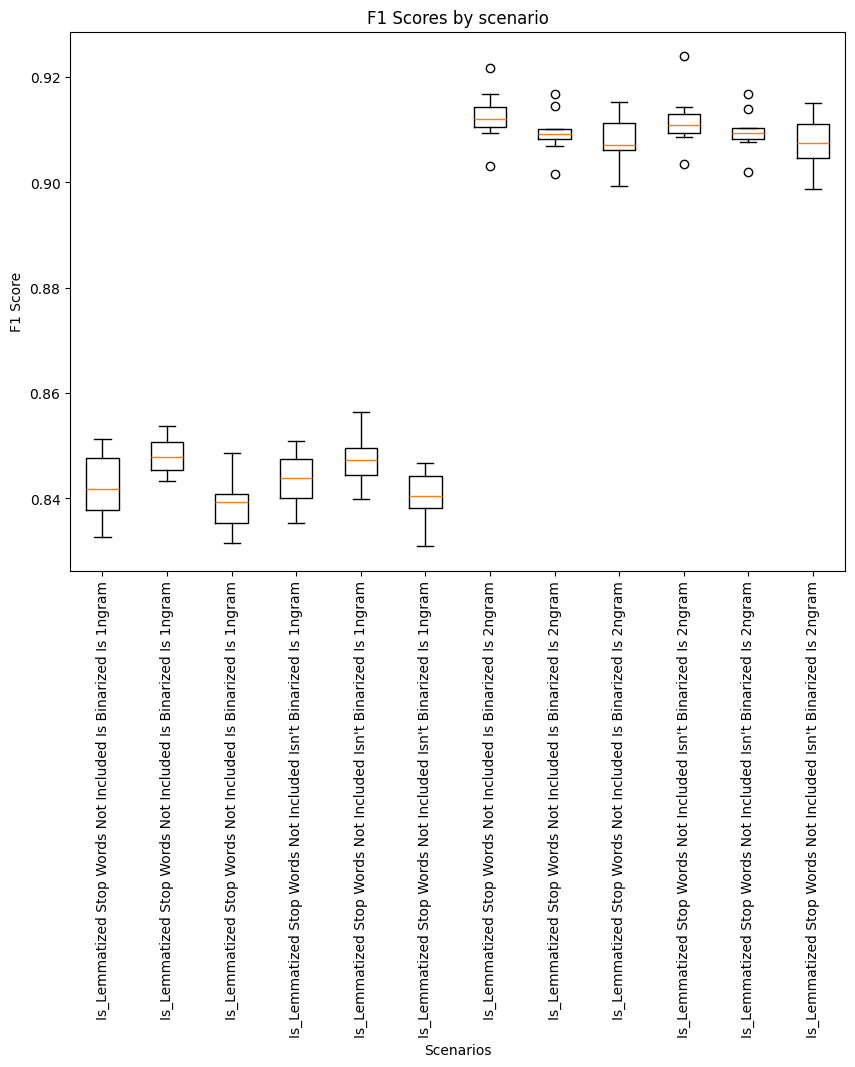 F1 Scores by scenario
F1 Score
0.92
0.90
0.88
0.86
0.84
Is_Lemmatized Stop Words Not Included Is Binarized Is 1ngram
Is_Lemmatized Stop Words Not Included Is Binarized Is 1ngram
Is_Lemmatized Stop Words Not Included Is Binarized Is 1ngram
Is_Lemmatized Stop Words Not Included Isn't Binarized Is 1ngram
Is_Lemmatized Stop Words Not Included Isn't Binarized Is 1ngram
Is_Lemmatized Stop Words Not Included Isn't Binarized Is 1ngram
Is_Lemmatized Stop Words Not Included Is Binarized Is 2ngram
Is_Lemmatized Stop Words Not Included Is Binarized Is 2ngram
Is_Lemmatized Stop Words Not Included Is Binarized Is 2ngram
Is_Lemmatized Stop Words Not Included Isn't Binarized Is 2ngram
Is_Lemmatized Stop Words Not Included Isn't Binarized Is 2ngram
Is_Lemmatized Stop Words Not Included Isn't Binarized Is 2ngram
Scenarios